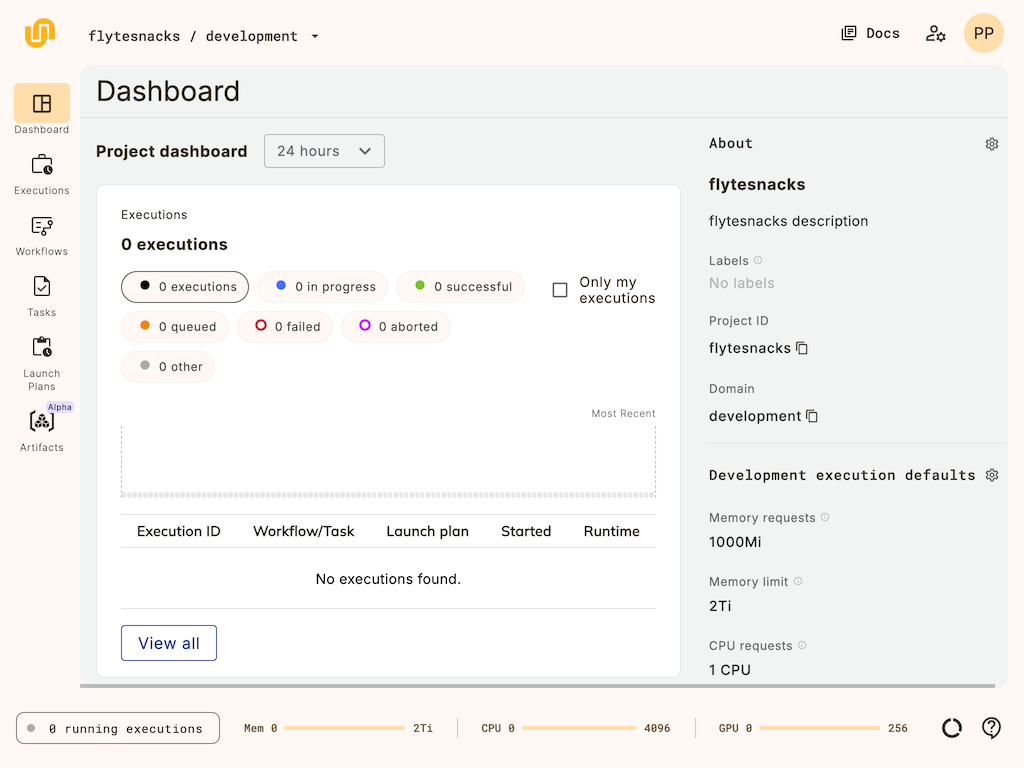 flytesnacks / development
Docs
PP
Dashboard
Executions
Workflows
Tasks
Launch
Plans
Alpha
Artifacts
Dashboard
Project dashboard
24 hours
Executions
0 executions
0 executions
0 in progress
0 successful
0 queued
0 failed
0 aborted
0 other
Only my
executions
Most Recent
Execution ID Workflow/Task Launch plan Started Runtime
No executions found.
View all
About
flytesnacks
flytesnacks description
Labels
No labels
Project ID
flytesnacks
Domain
development
Development execution defaults
Memory requests
1000Mi
Memory limit
2Ti
CPU requests
1 CPU
0 running executions
Mem 0 2Ti
CPU 0 4096
GPU 0 256